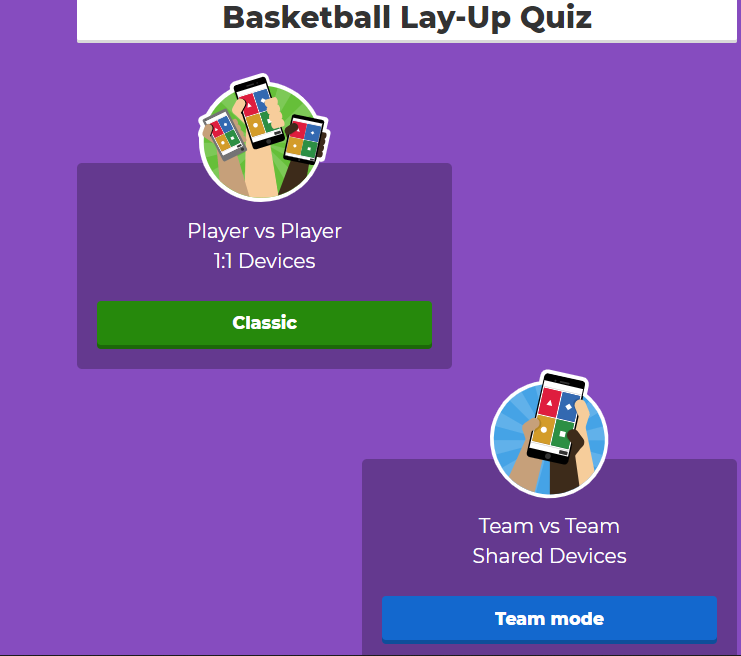 Basketball Lay-Up Quiz
Player vs Player
1:1 Devices
Classic
Team vs Team
Shared Devices
Team mode